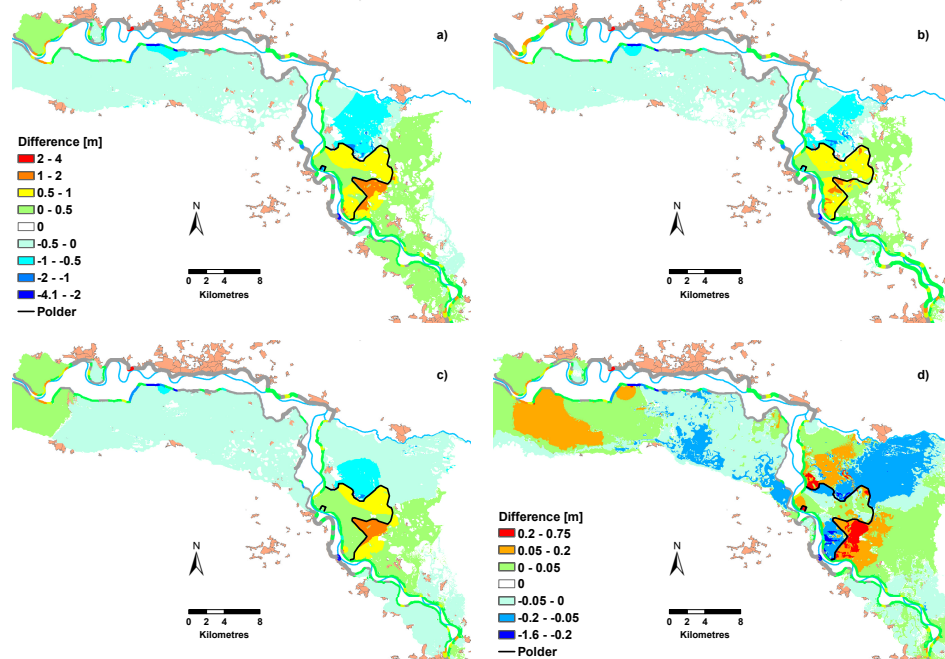 a)
Difference [m]
2 - 4
1 - 2
0.5 - 1
0 - 0.5
0
-0.5 - 0
-1 - -0.5
-2 - -1
-4.1 - -2
Polder
N
0 2 4 8
Kilometres
b)
N
0 2 4 8
Kilometres
c)
N
0 2 4 8
Kilometres
d)
Difference [m]
0.2 - 0.75
0.05 - 0.2
0 - 0.05
0
-0.05 - 0
-0.2 - -0.05
-1.6 - -0.2
Polder
N
0 2 4 8
Kilometres